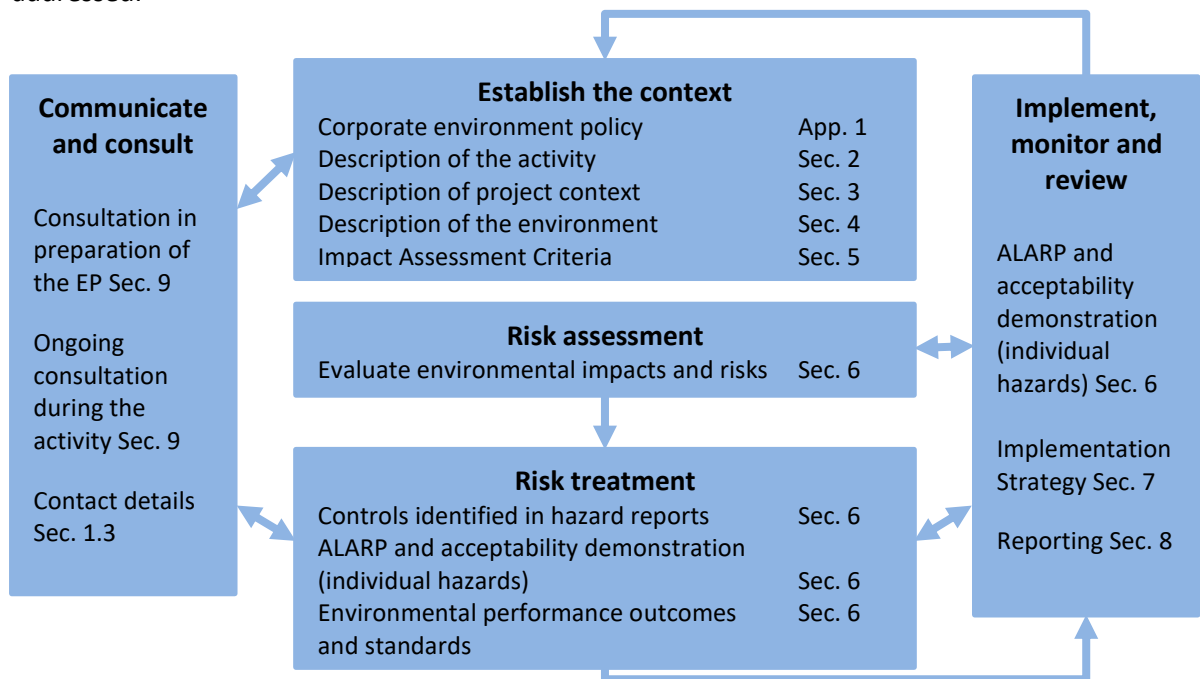 Communicate
and consult
Consultation in
preparation of
the EP Sec. 9
Ongoing
consultation
during the
activity Sec. 9
Contact details
Sec. 1.3
Establish the context
Corporate environment policy App. 1
Description of the activity Sec. 2
Description of project context Sec. 3
Description of the environment Sec. 4
Impact Assessment Criteria Sec. 5
Risk assessment
Evaluate environmental impacts and risks Sec. 6
Risk treatment
Controls identified in hazard reports Sec. 6
ALARP and acceptability demonstration
(individual hazards) Sec. 6
Environmental performance outcomes Sec. 6
and standards
Implement,
monitor and
review
ALARP and
acceptability
demonstration
(individual
hazards) Sec. 6
Implementation
Strategy Sec. 7
Reporting Sec. 8